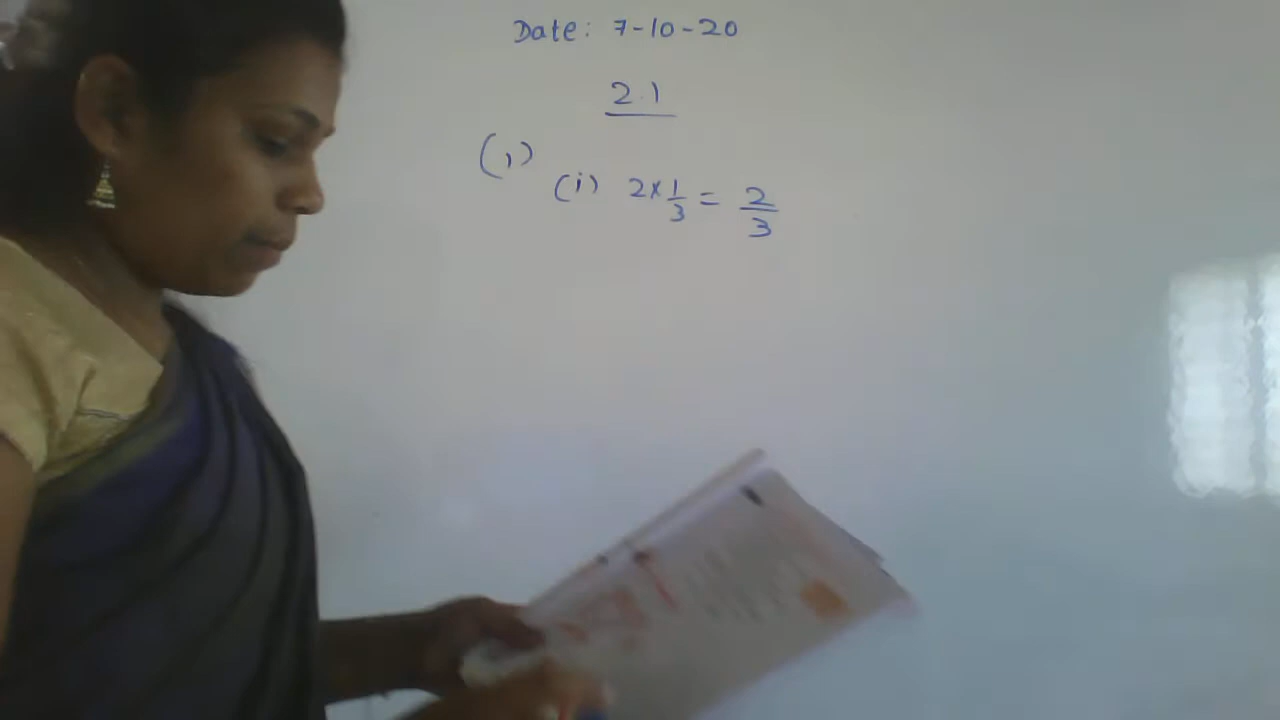 Date: 7-10-20
2.1
(1)
(i) 2×1/3 = 2/3